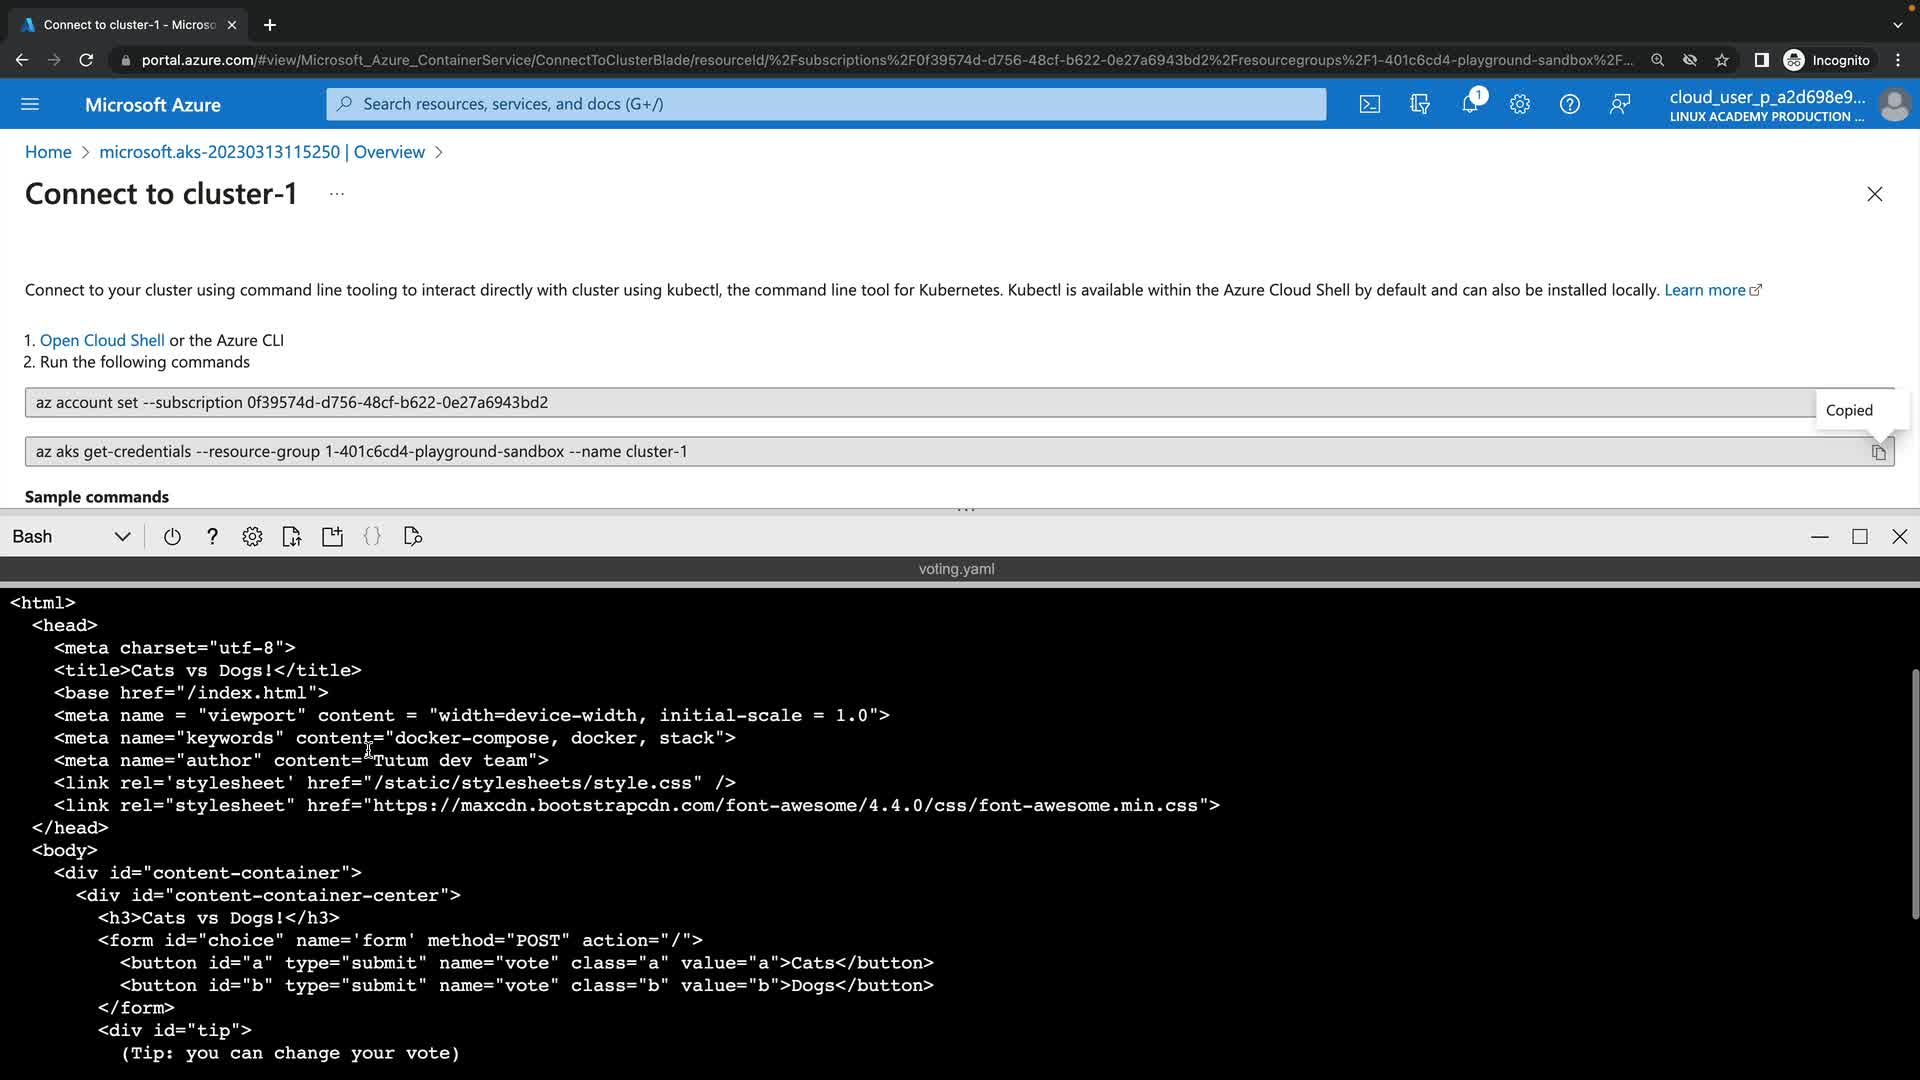 Connect to cluster-1 - Microso
portal.azure.com/#view/Microsoft_Azure_ContainerService/ConnectToClusterBlade/resourceId/%2Fsubscriptions%2F0f39574d-d756-48cf-b622-0e27a6943bd2%2Fresourcegroups%2F1-401c6cd4-playground-sandbox%2F...
Incognito
Microsoft Azure
Search resources, services, and docs (G+/)
1
cloud_user_p_a2d698e9...
LINUX ACADEMY PRODUCTION ...
Home > microsoft.aks-20230313115250 | Overview >
Connect to cluster-1 ...
Connect to your cluster using command line tooling to interact directly with cluster using kubectl, the command line tool for Kubernetes. Kubectl is available within the Azure Cloud Shell by default and can also be installed locally. Learn more
1. Open Cloud Shell or the Azure CLI
2. Run the following commands
az account set --subscription 0f39574d-d756-48cf-b622-0e27a6943bd2
Copied
az aks get-credentials --resource-group 1-401c6cd4-playground-sandbox --name cluster-1
Sample commands
Bash
voting.yaml
<html>
  <head>
    <meta charset="utf-8">
    <title>Cats vs Dogs!</title>
    <base href="/index.html">
    <meta name = "viewport" content = "width=device-width, initial-scale = 1.0">
    <meta name="keywords" content="docker-compose, docker, stack">
    <meta name="author" content="Tutum dev team">
    <link rel='stylesheet' href="/static/stylesheets/style.css" />
    <link rel="stylesheet" href="https://maxcdn.bootstrapcdn.com/font-awesome/4.4.0/css/font-awesome.min.css">
  </head>
  <body>
    <div id="content-container">
      <div id="content-container-center">
        <h3>Cats vs Dogs!</h3>
        <form id="choice" name='form' method="POST" action="/">
          <button id="a" type="submit" name="vote" class="a" value="a">Cats</button>
          <button id="b" type="submit" name="vote" class="b" value="b">Dogs</button>
        </form>
        <div id="tip">
          (Tip: you can change your vote)